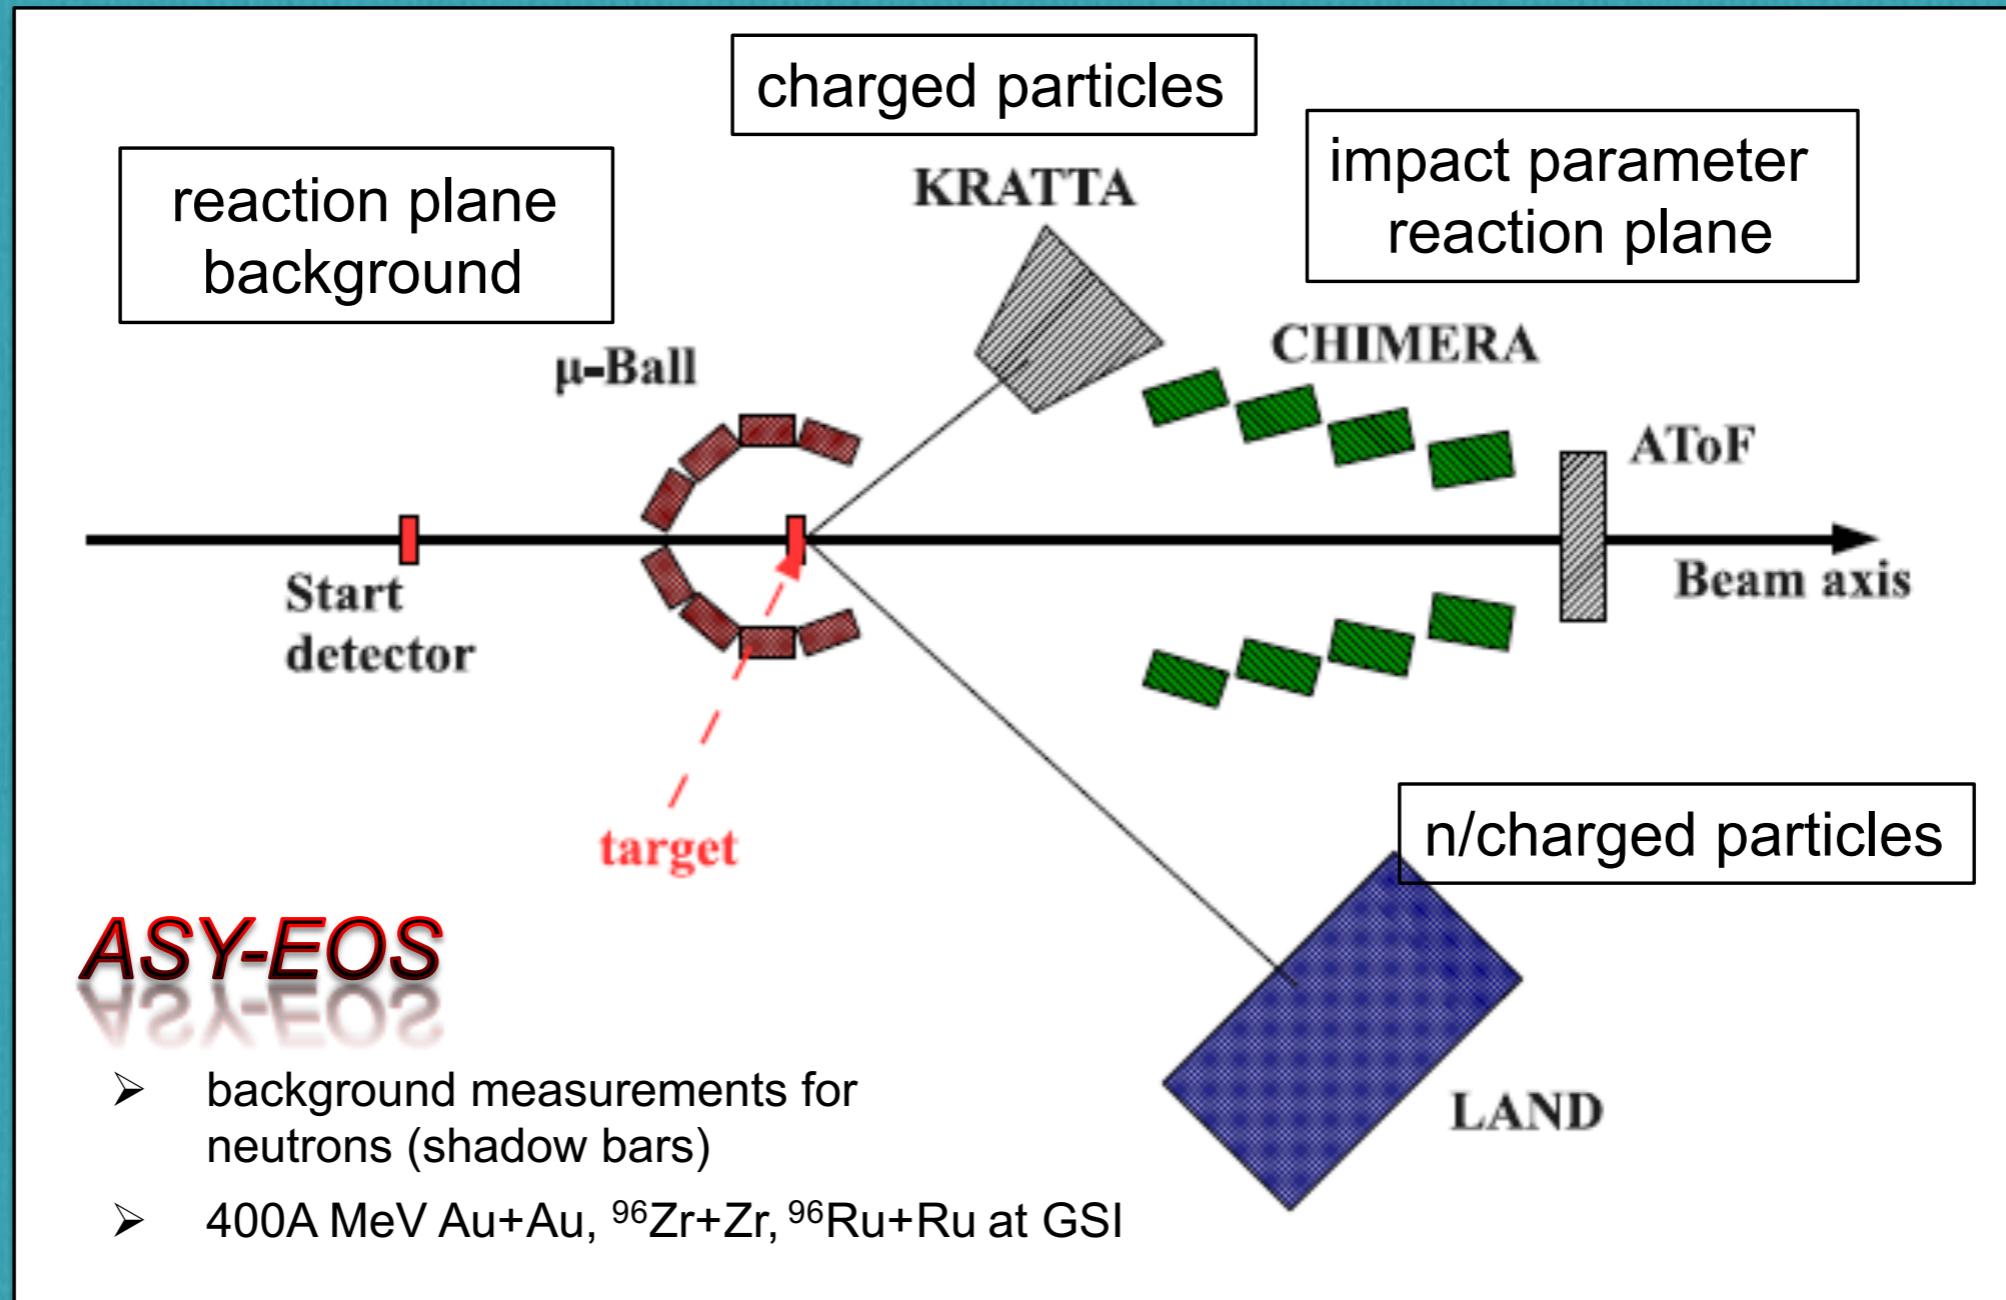 charged particles
reaction plane
background
KRATTA
impact parameter
reaction plane
μ-Ball
CHIMERA
AToF
Start
detector
Beam axis
target
n/charged particles
ASY-EOS
LAND
➢ background measurements for
neutrons (shadow bars)
➢ 400A MeV Au+Au, ⁹⁶Zr+Zr, ⁹⁶Ru+Ru at GSI